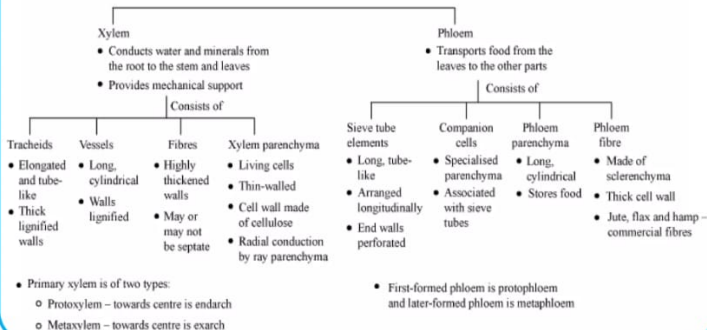 Xylem
• Conducts water and minerals from
the root to the stem and leaves
• Provides mechanical support
Consists of
Tracheids
• Elongated
and tube-
like
• Thick
lignified
walls
Vessels
• Long,
cylindrical
• Walls
lignified
Fibres
• Highly
thickened
walls
• May or
may not
be septate
Xylem parenchyma
• Living cells
• Thin-walled
• Cell wall made
of cellulose
• Radial conduction
by ray parenchyma
• Primary xylem is of two types:
o Protoxylem – towards centre is endarch
o Metaxylem – towards centre is exarch
Phloem
• Transports food from the
leaves to the other parts
Consists of
Sieve tube
elements
• Long, tube-
like
• Arranged
longitudinally
• End walls
perforated
Companion
cells
• Specialised
parenchyma
• Associated
with sieve
tubes
Phloem
parenchyma
• Long,
cylindrical
• Stores food
Phloem
fibre
• Made of
sclerenchyma
• Thick cell wall
• Jute, flax and hamp –
commercial fibres
• First-formed phloem is protophloem
and later-formed phloem is metaphloem